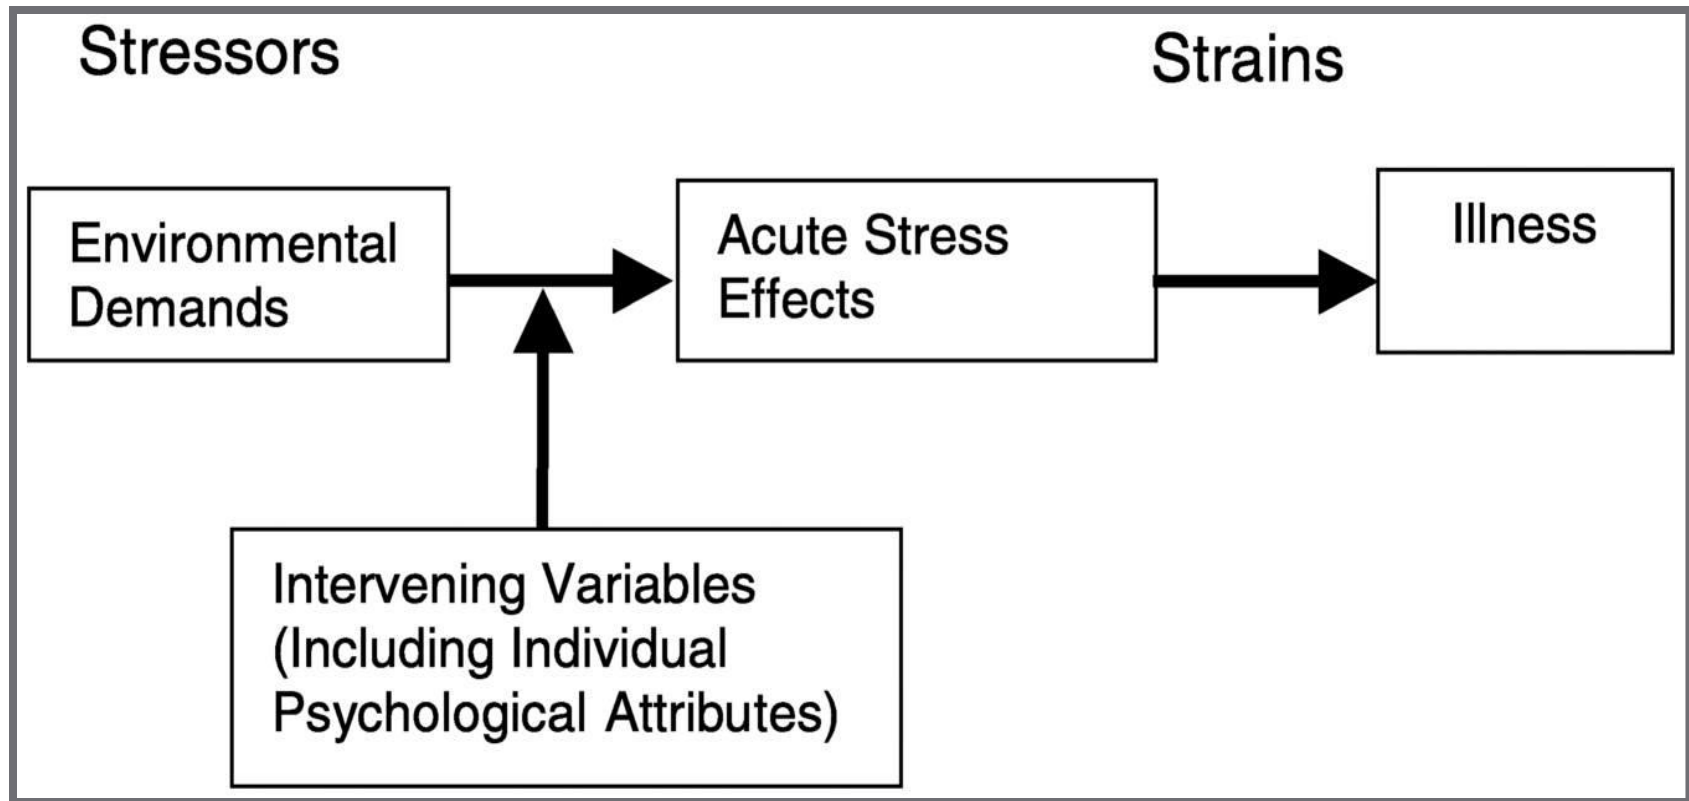 Stressors
Strains
Environmental
Demands
Acute Stress
Effects
Illness
Intervening Variables
(Including Individual
Psychological Attributes)